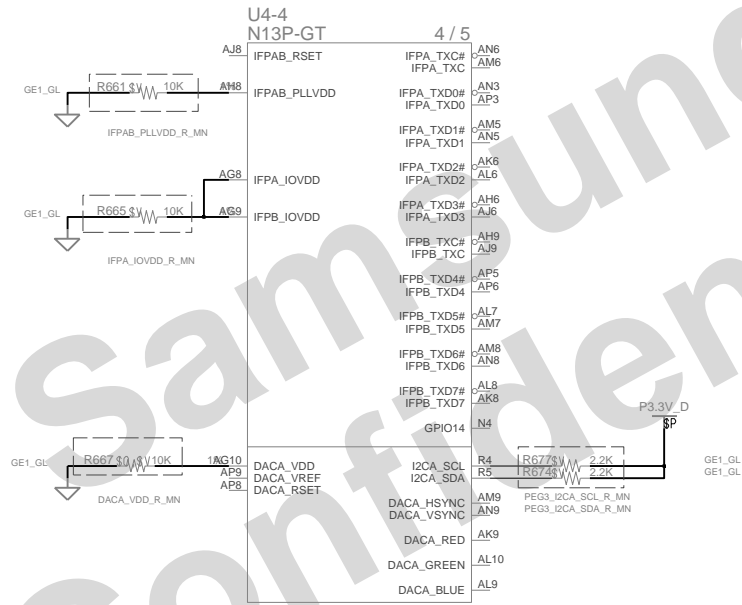 U4-4
N13P-GT 4 / 5
AJ8 IFPAB_RSET IFPA_TXC# AN6
IFPA_TXC AM6
GE1_GL R661 10K AH8 IFPAB_PLLVDD IFPA_TXD0# AN3
IFPA_TXD0 AP3
IFPAB_PLLVDD_R_MN
IFPA_TXD1# AM5
IFPA_TXD1 AN5
AG8 IFPA_IOVDD IFPA_TXD2# AK6
IFPA_TXD2 AL6
GE1_GL R665 10K AG9 IFPB_IOVDD IFPA_TXD3# AH6
IFPA_TXD3 AJ6
IFPA_IOVDD_R_MN
IFPB_TXC# AH9
IFPB_TXC AJ9
IFPB_TXD4# AP5
IFPB_TXD4 AP6
IFPB_TXD5# AL7
IFPB_TXD5 AM7
IFPB_TXD6# AM8
IFPB_TXD6 AN8
IFPB_TXD7# AL8
IFPB_TXD7 AK8
P3.3V_D
GPIO14 N4
GE1_GL R667 10K AG10 DACA_VDD I2CA_SCL R4 R677 2.2K GE1_GL
AP9 DACA_VREF I2CA_SDA R5 R674 2.2K GE1_GL
AP8 DACA_RSET
DACA_VDD_R_MN
DACA_HSYNC AM9 PEG3_I2CA_SCL_R_MN
DACA_VSYNC AN9 PEG3_I2CA_SDA_R_MN
DACA_RED AK9
DACA_GREEN AL10
DACA_BLUE AL9
Samsung
Confiden